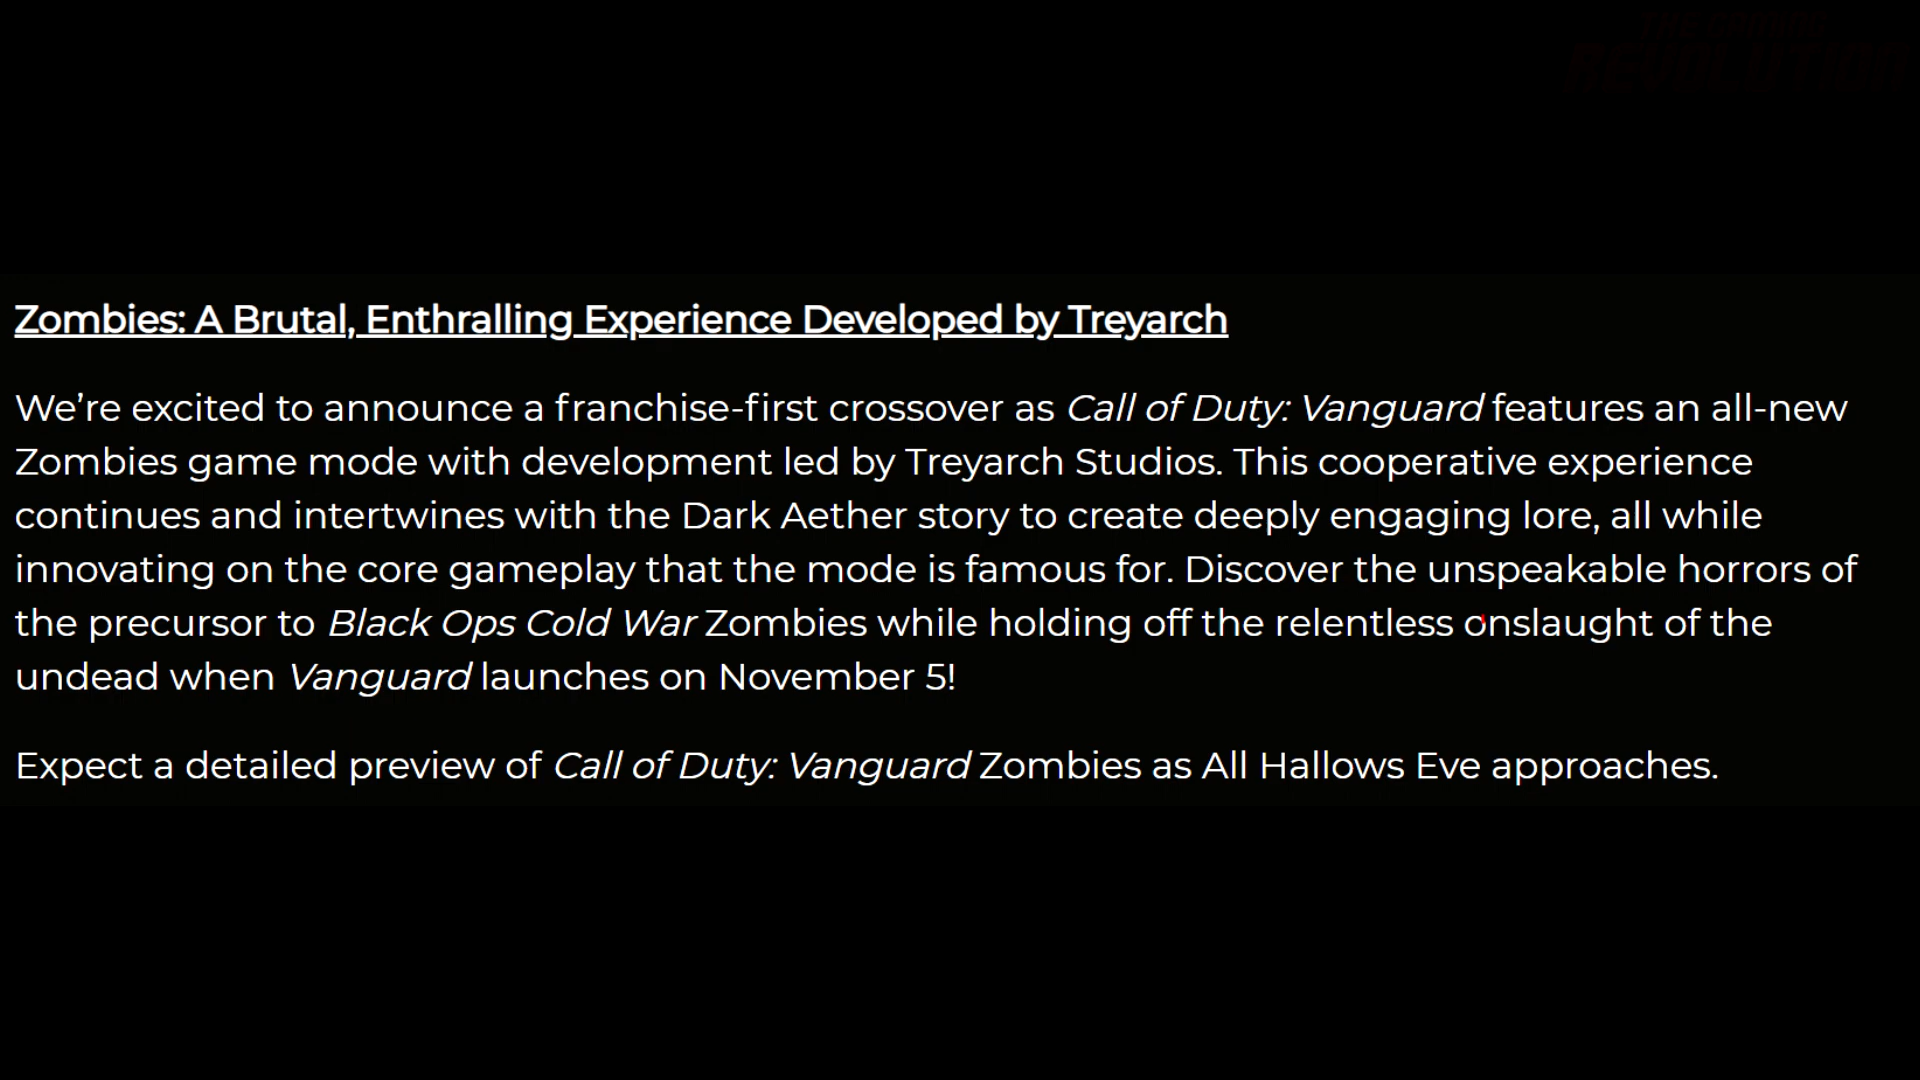 THE GAMING
REVOLUTION
Zombies: A Brutal, Enthralling Experience Developed by Treyarch
We’re excited to announce a franchise-first crossover as Call of Duty: Vanguard features an all-new
Zombies game mode with development led by Treyarch Studios. This cooperative experience
continues and intertwines with the Dark Aether story to create deeply engaging lore, all while
innovating on the core gameplay that the mode is famous for. Discover the unspeakable horrors of
the precursor to Black Ops Cold War Zombies while holding off the relentless onslaught of the
undead when Vanguard launches on November 5!
Expect a detailed preview of Call of Duty: Vanguard Zombies as All Hallows Eve approaches.